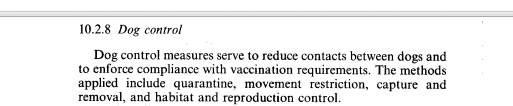 10.2.8 Dog control
Dog control measures serve to reduce contacts between dogs and
to enforce compliance with vaccination requirements. The methods
applied include quarantine, movement restriction, capture and
removal, and habitat and reproduction control.